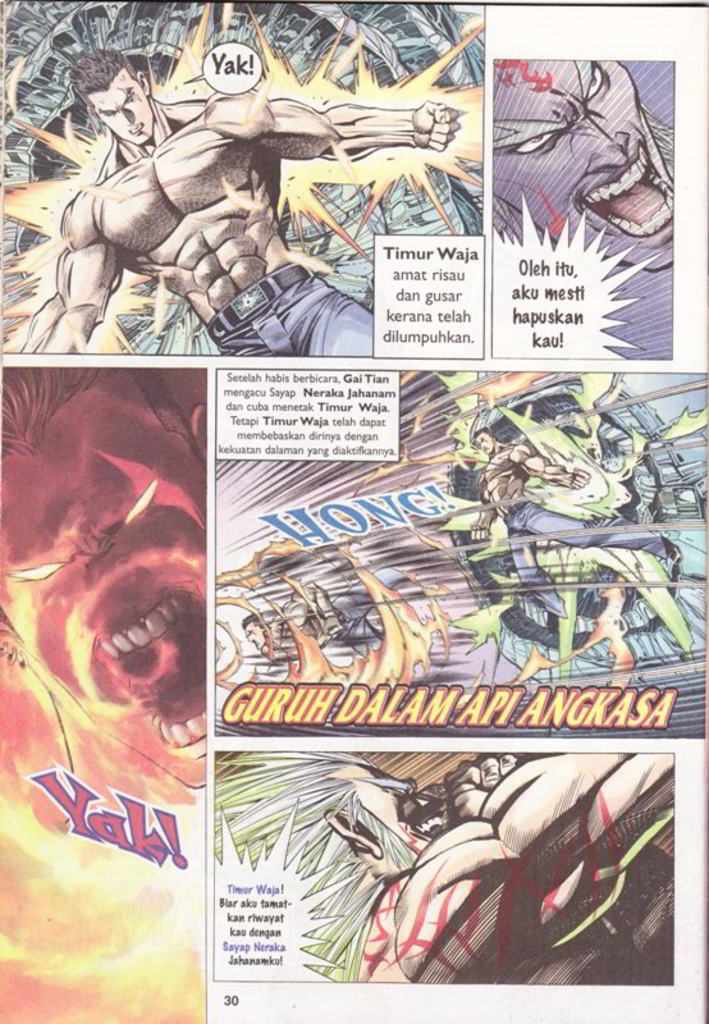 Yak!
Timur Waja
amat risau
dan gusar
kerana telah
dilumpuhkan.
Oleh itu,
aku mesti
hapuskan
kau!
Setelah habis berbicara, Gai Tian
mengacu Sayap Neraka Jahanam
dan cuba menetak Timur Waja.
Tetapi Timur Waja telah dapat
membebaskan dirinya dengan
kekuatan dalaman yang diaktifkannya.
HONG!
GURUH DALAM API ANGKASA
Yak!
Timur Waja!
Biar aku tamat-
kan riwayat
kau dengan
Sayap Neraka
Jahanamku!
30